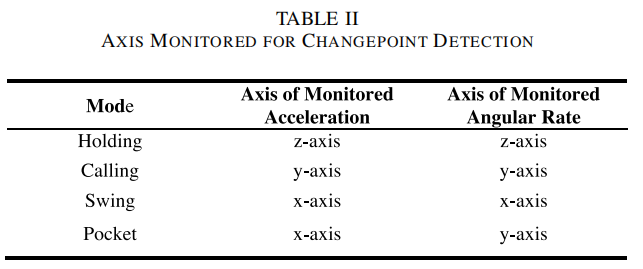 TABLE II
AXIS MONITORED FOR CHANGEPOINT DETECTION
Mode Axis of Monitored Acceleration Axis of Monitored Angular Rate
Holding z-axis z-axis
Calling y-axis y-axis
Swing x-axis x-axis
Pocket x-axis y-axis